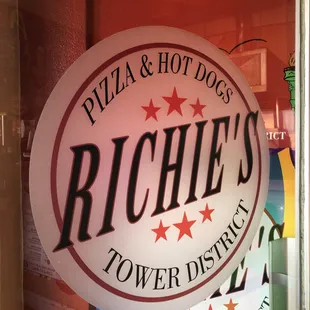 PIZZA & HOT DOGS
RICHIE'S
TOWER DISTRICT